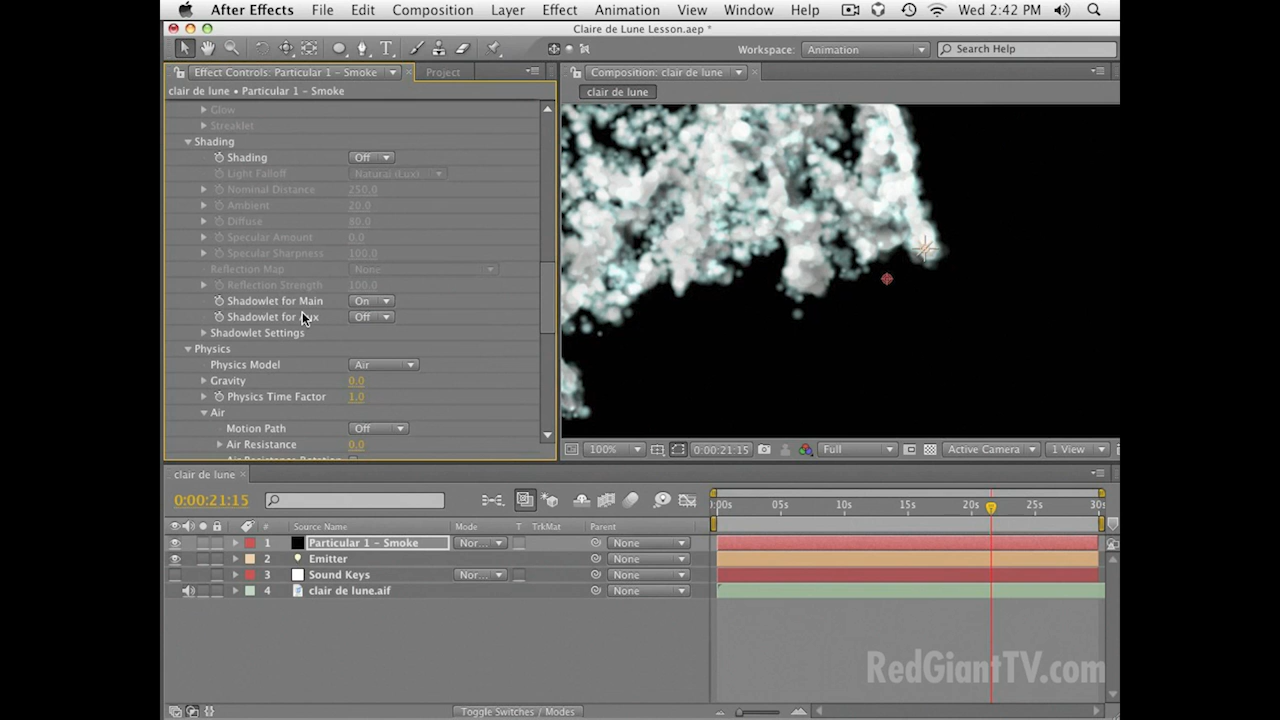 After Effects File Edit Composition Layer Effect Animation View Window Help Wed 2:42 PM
Claire de Lune Lesson.aep *
Workspace: Animation Search Help
Effect Controls: Particular 1 – Smoke Project Composition: clair de lune
clair de lune • Particular 1 – Smoke clair de lune
Glow
Streaklet
Shading
Shading Off
Light Falloff Natural (Lux)
Nominal Distance 250.0
Ambient 20.0
Diffuse 80.0
Specular Amount 0.0
Specular Sharpness 100.0
Reflection Map None
Reflection Strength 100.0
Shadowlet for Main On
Shadowlet for Off
Shadowlet Settings
Physics
Physics Model Air
Gravity 0.0
Physics Time Factor 1.0
Air
Motion Path Off
Air Resistance 0.0
100% 0:00:21:15 Full Active Camera 1 View
clair de lune
0:00:21:15
:00s 05s 10s 15s 20s 25s 30s
# Source Name Mode T TrkMat Parent
1 Particular 1 – Smoke Nor... None
2 Emitter None
3 Sound Keys Nor... None
4 clair de lune.aif None
RedGiantTV.com
Toggle Switches / Modes